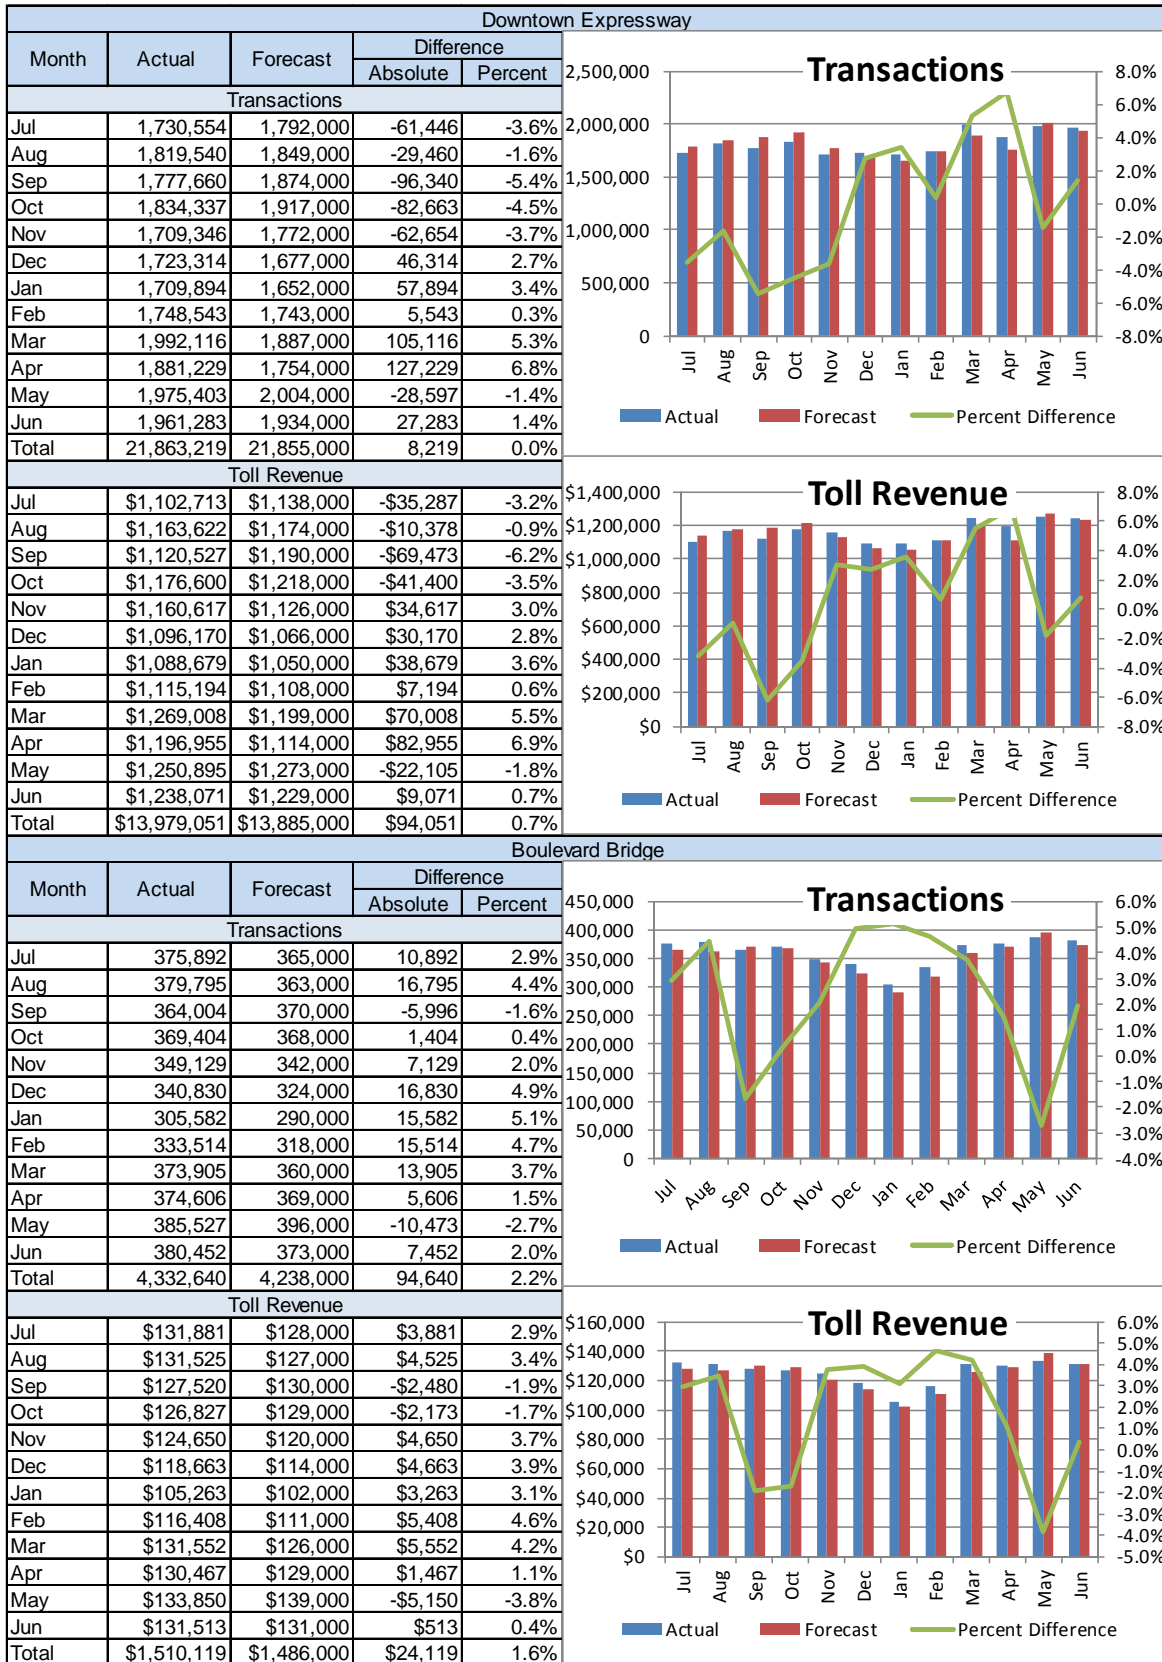 Downtown Expressway
Month Actual Forecast Difference
Absolute Percent
Transactions
Jul 1,730,554 1,792,000 -61,446 -3.6%
Aug 1,819,540 1,849,000 -29,460 -1.6%
Sep 1,777,660 1,874,000 -96,340 -5.4%
Oct 1,834,337 1,917,000 -82,663 -4.5%
Nov 1,709,346 1,772,000 -62,654 -3.7%
Dec 1,723,314 1,677,000 46,314 2.7%
Jan 1,709,894 1,652,000 57,894 3.4%
Feb 1,748,543 1,743,000 5,543 0.3%
Mar 1,992,116 1,887,000 105,116 5.3%
Apr 1,881,229 1,754,000 127,229 6.8%
May 1,975,403 2,004,000 -28,597 -1.4%
Jun 1,961,283 1,934,000 27,283 1.4%
Total 21,863,219 21,855,000 8,219 0.0%
Transactions
2,500,000 8.0%
6.0%
2,000,000 4.0%
1,500,000 2.0%
0.0%
1,000,000 -2.0%
500,000 -4.0%
-6.0%
0 -8.0%
Jul Aug Sep Oct Nov Dec Jan Feb Mar Apr May Jun
Actual Forecast Percent Difference
Toll Revenue
Jul $1,102,713 $1,138,000 -$35,287 -3.2%
Aug $1,163,622 $1,174,000 -$10,378 -0.9%
Sep $1,120,527 $1,190,000 -$69,473 -6.2%
Oct $1,176,600 $1,218,000 -$41,400 -3.5%
Nov $1,160,617 $1,126,000 $34,617 3.0%
Dec $1,096,170 $1,066,000 $30,170 2.8%
Jan $1,088,679 $1,050,000 $38,679 3.6%
Feb $1,115,194 $1,108,000 $7,194 0.6%
Mar $1,269,008 $1,199,000 $70,008 5.5%
Apr $1,196,955 $1,114,000 $82,955 6.9%
May $1,250,895 $1,273,000 -$22,105 -1.8%
Jun $1,238,071 $1,229,000 $9,071 0.7%
Total $13,979,051 $13,885,000 $94,051 0.7%
Toll Revenue
$1,400,000 8.0%
$1,200,000 6.0%
$1,000,000 4.0%
$800,000 2.0%
0.0%
$600,000 -2.0%
$400,000 -4.0%
$200,000 -6.0%
$0 -8.0%
Jul Aug Sep Oct Nov Dec Jan Feb Mar Apr May Jun
Actual Forecast Percent Difference
Boulevard Bridge
Month Actual Forecast Difference
Absolute Percent
Transactions
Jul 375,892 365,000 10,892 2.9%
Aug 379,795 363,000 16,795 4.4%
Sep 364,004 370,000 -5,996 -1.6%
Oct 369,404 368,000 1,404 0.4%
Nov 349,129 342,000 7,129 2.0%
Dec 340,830 324,000 16,830 4.9%
Jan 305,582 290,000 15,582 5.1%
Feb 333,514 318,000 15,514 4.7%
Mar 373,905 360,000 13,905 3.7%
Apr 374,606 369,000 5,606 1.5%
May 385,527 396,000 -10,473 -2.7%
Jun 380,452 373,000 7,452 2.0%
Total 4,332,640 4,238,000 94,640 2.2%
Transactions
450,000 6.0%
400,000 5.0%
350,000 4.0%
300,000 3.0%
250,000 2.0%
200,000 1.0%
150,000 0.0%
100,000 -1.0%
50,000 -2.0%
-3.0%
0 -4.0%
Jul Aug Sep Oct Nov Dec Jan Feb Mar Apr May Jun
Actual Forecast Percent Difference
Toll Revenue
Jul $131,881 $128,000 $3,881 2.9%
Aug $131,525 $127,000 $4,525 3.4%
Sep $127,520 $130,000 -$2,480 -1.9%
Oct $126,827 $129,000 -$2,173 -1.7%
Nov $124,650 $120,000 $4,650 3.7%
Dec $118,663 $114,000 $4,663 3.9%
Jan $105,263 $102,000 $3,263 3.1%
Feb $116,408 $111,000 $5,408 4.6%
Mar $131,552 $126,000 $5,552 4.2%
Apr $130,467 $129,000 $1,467 1.1%
May $133,850 $139,000 -$5,150 -3.8%
Jun $131,513 $131,000 $513 0.4%
Total $1,510,119 $1,486,000 $24,119 1.6%
Toll Revenue
$160,000 6.0%
$140,000 5.0%
4.0%
$120,000 3.0%
$100,000 2.0%
1.0%
$80,000 0.0%
$60,000 -1.0%
$40,000 -2.0%
-3.0%
$20,000 -4.0%
$0 -5.0%
Jul Aug Sep Oct Nov Dec Jan Feb Mar Apr May Jun
Actual Forecast Percent Difference